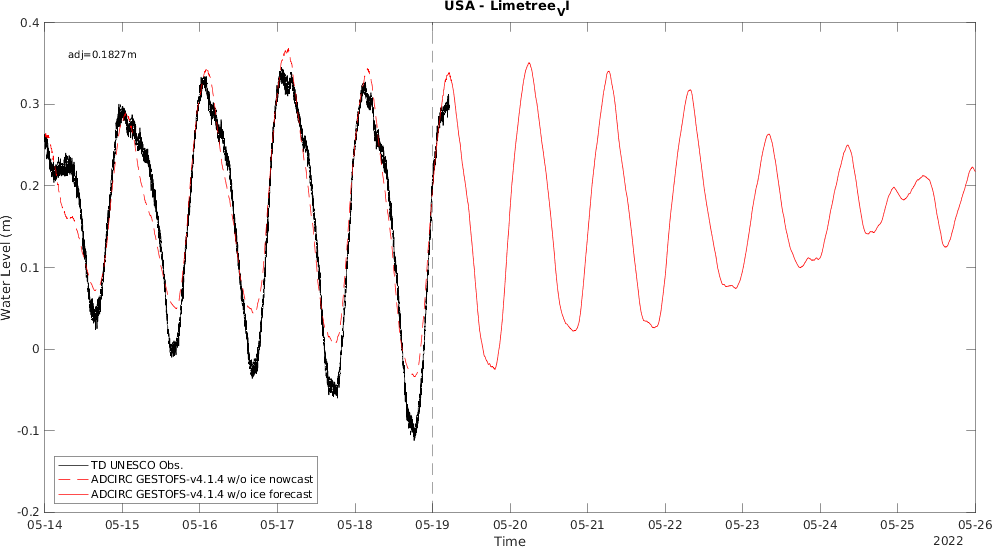 USA - Limetree_VI
adj=0.1827m
Water Level (m)
0.4
0.3
0.2
0.1
0
-0.1
-0.2
TD UNESCO Obs.
ADCIRC GESTOFS-v4.1.4 w/o ice nowcast
ADCIRC GESTOFS-v4.1.4 w/o ice forecast
05-14 05-15 05-16 05-17 05-18 05-19 05-20 05-21 05-22 05-23 05-24 05-25 05-26
Time
2022